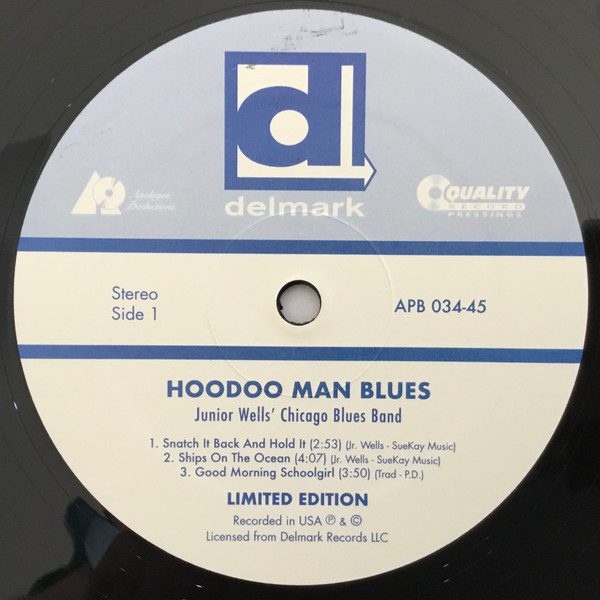 dl
delmark
Analogue
Productions
QUALITY
RECORD
PRESSINGS
Stereo
Side 1
APB 034-45
HOODOO MAN BLUES
Junior Wells' Chicago Blues Band
1. Snatch It Back And Hold It (2:53) (Jr. Wells - SueKay Music)
2. Ships On The Ocean (4:07) (Jr. Wells - SueKay Music)
3. Good Morning Schoolgirl (3:50) (Trad - P.D.)
LIMITED EDITION
Recorded in USA ℗ & ©
Licensed from Delmark Records LLC